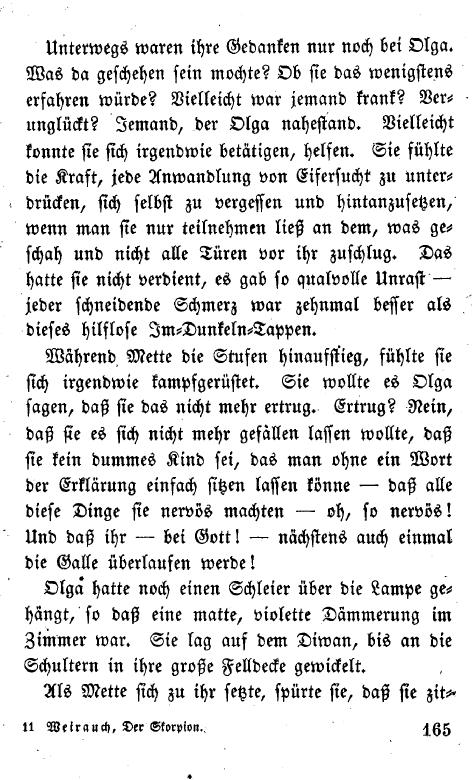 Unterwegs waren ihre Gedanken nur noch bei Olga.
Was da geschehen sein mochte? Ob sie das wenigstens
erfahren würde? Vielleicht war jemand krank? Ver-
unglückt? Jemand, der Olga nahestand. Vielleicht
konnte sie sich irgendwie betätigen, helfen. Sie fühlte
die Kraft, jede Anwandlung von Eifersucht zu unter-
drücken, sich selbst zu vergessen und hintanzusetzen,
wenn man sie nur teilnehmen ließ an dem, was ge-
schah und nicht alle Türen vor ihr zuschlug. Das
hatte sie nicht verdient, es gab so qualvolle Unrast —
jeder schneidende Schmerz war zehnmal besser als
dieses hilflose Im-Dunkeln-Tappen.
Während Mette die Stufen hinaufstieg, fühlte sie
sich irgendwie kampfgerüstet. Sie wollte es Olga
sagen, daß sie das nicht mehr ertrug. Ertrug? Nein,
daß sie es sich nicht mehr gefallen lassen wollte, daß
sie kein dummes Kind sei, das man ohne ein Wort
der Erklärung einfach sitzen lassen könne — daß alle
diese Dinge sie nervös machten — oh, so nervös!
Und daß ihr — bei Gott! — nächstens auch einmal
die Galle überlaufen werde!
Olga hatte noch einen Schleier über die Lampe ge-
hängt, so daß eine matte, violette Dämmerung im
Zimmer war. Sie lag auf dem Diwan, bis an die
Schultern in ihre große Felldecke gewickelt.
Als Mette sich zu ihr setzte, spürte sie, daß sie zit-
11 Weirauch, Der Skorpion. 165